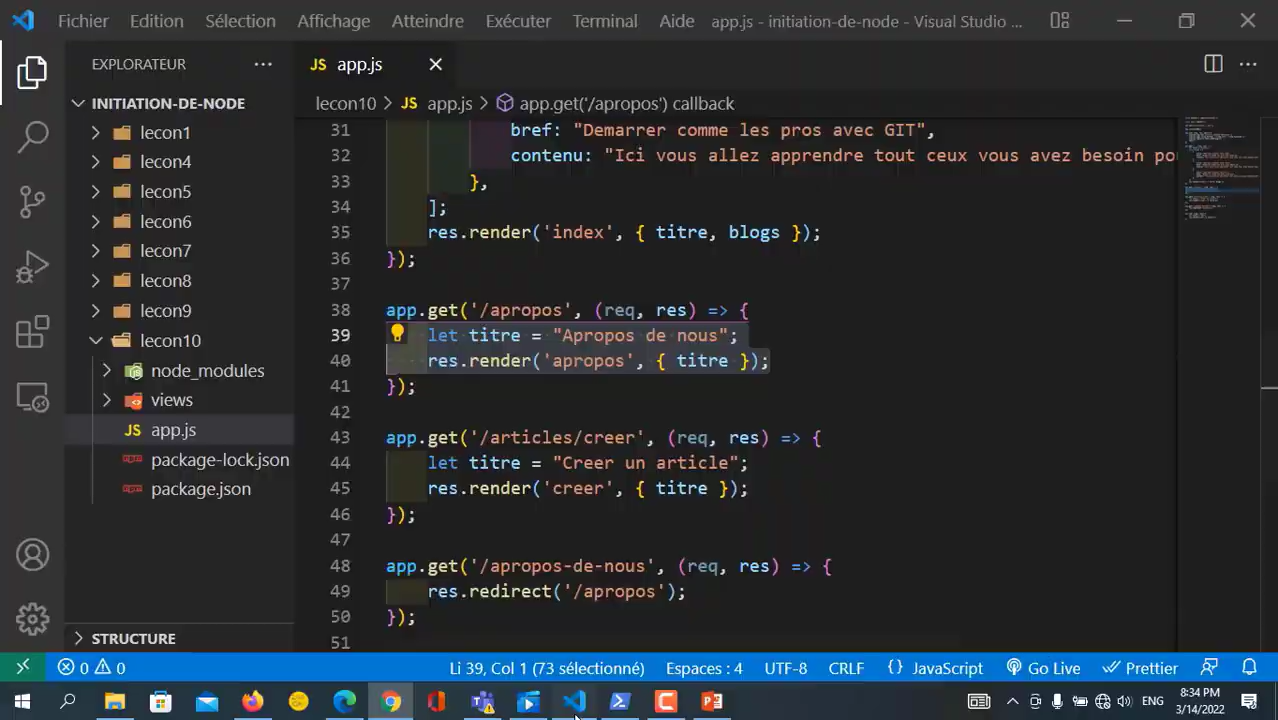 Fichier Edition Sélection Affichage Atteindre Exécuter Terminal Aide app.js - initiation-de-node - Visual Studio ...
EXPLORATEUR ...
JS app.js
INITIATION-DE-NODE
lecon10 > JS app.js > app.get('/apropos') callback
lecon1
lecon4
lecon5
lecon6
lecon7
lecon8
lecon9
lecon10
node_modules
views
JS app.js
package-lock.json
package.json
STRUCTURE
31 bref: "Demarrer comme les pros avec GIT",
32 contenu: "Ici vous allez apprendre tout ceux vous avez besoin po
33 },
34 ];
35 res.render('index', { titre, blogs });
36 });
37
38 app.get('/apropos', (req, res) => {
39 let titre = "Apropos de nous";
40 res.render('apropos', { titre });
41 });
42
43 app.get('/articles/creer', (req, res) => {
44 let titre = "Creer un article";
45 res.render('creer', { titre });
46 });
47
48 app.get('/apropos-de-nous', (req, res) => {
49 res.redirect('/apropos');
50 });
51
0 0 Li 39, Col 1 (73 sélectionné) Espaces : 4 UTF-8 CRLF {} JavaScript Go Live Prettier
ENG 8:34 PM
3/14/2022